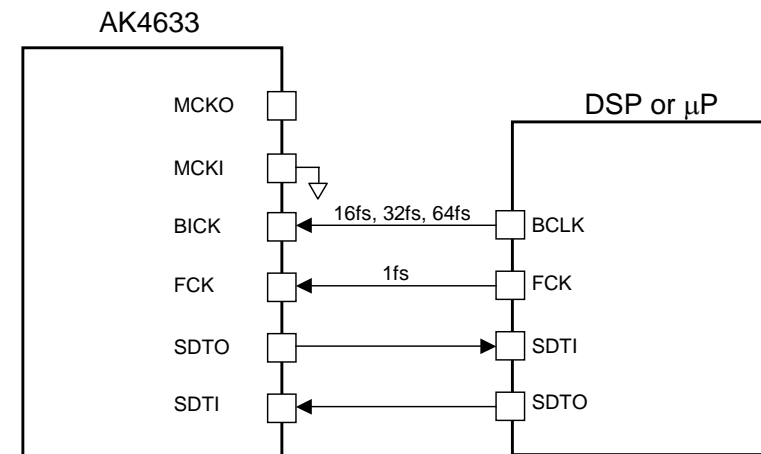 AK4633
DSP or μP
MCKO
MCKI
BICK
16fs, 32fs, 64fs
BCLK
FCK
1fs
FCK
SDTO
SDTI
SDTI
SDTO